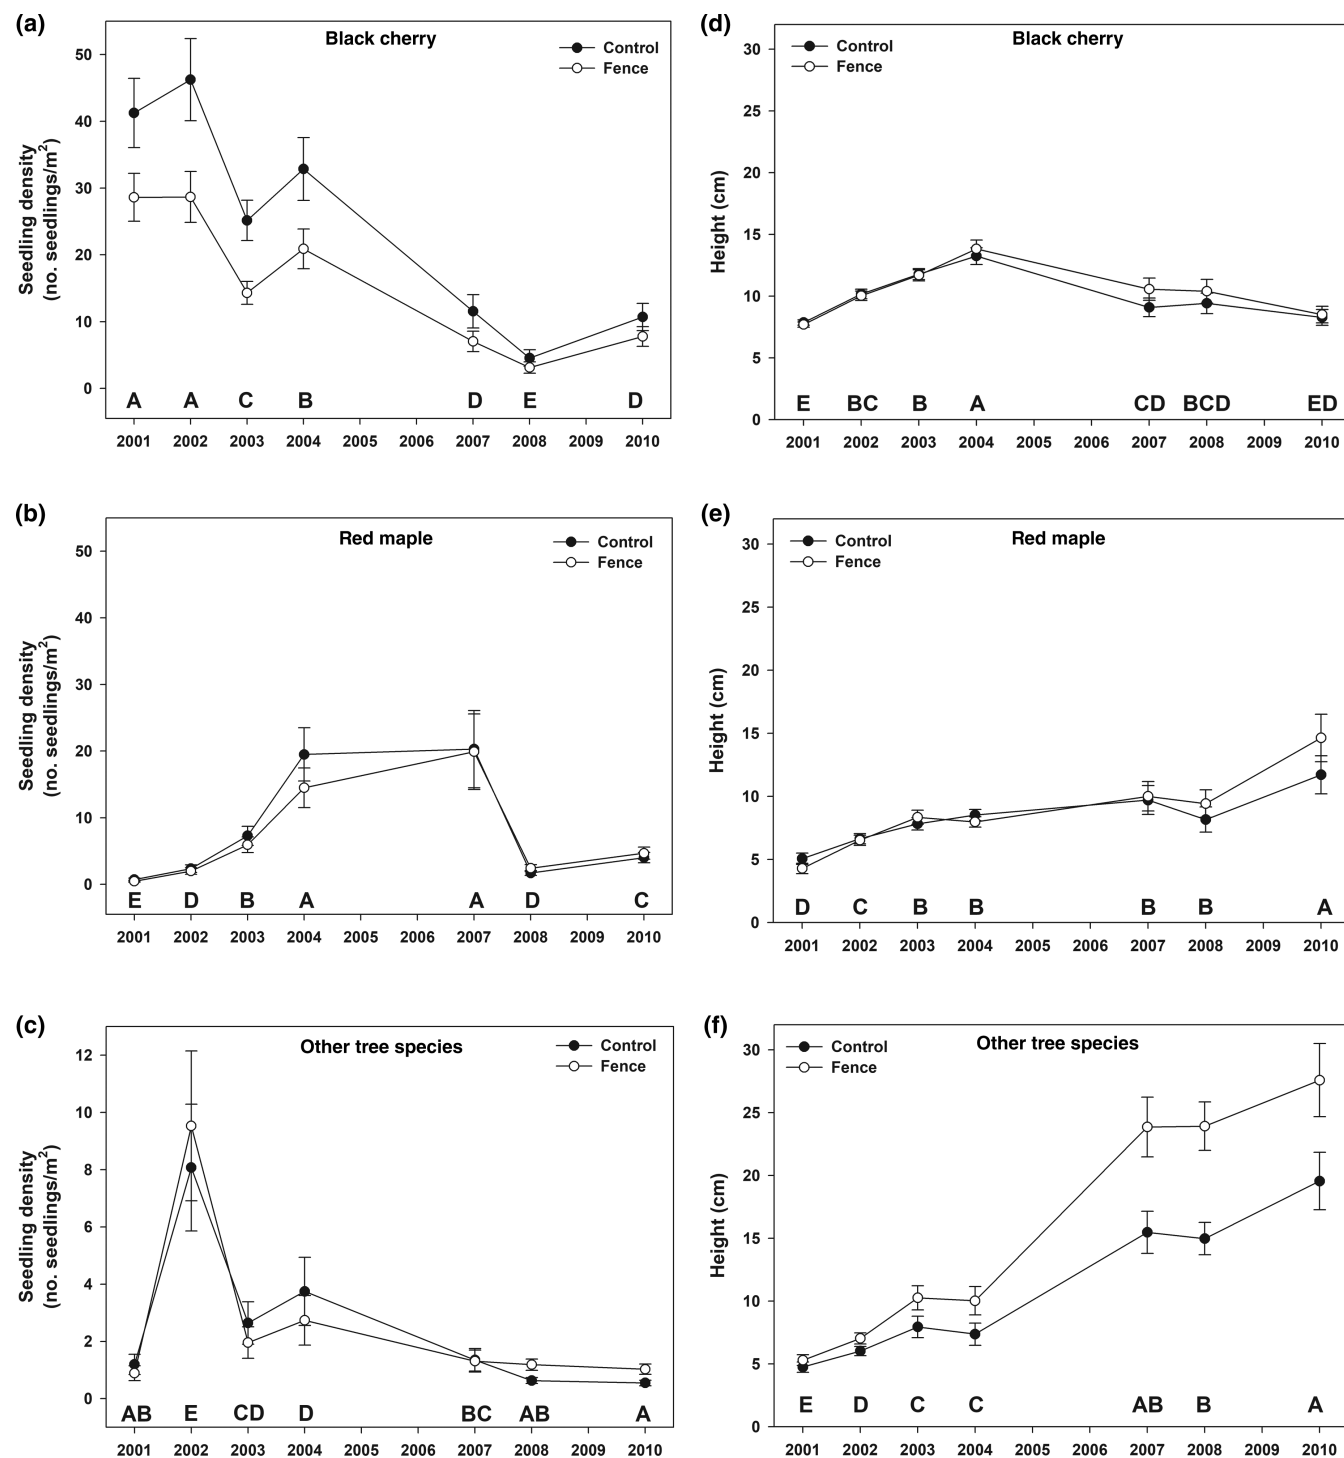 (a)
Black cherry
Control
Fence
Seedling density
(no. seedlings/m2)
50
40
30
20
10
0
A A C B D E D
2001 2002 2003 2004 2005 2006 2007 2008 2009 2010
(d)
Black cherry
Control
Fence
Height (cm)
30
25
20
15
10
5
0
E BC B A CD BCD ED
2001 2002 2003 2004 2005 2006 2007 2008 2009 2010
(b)
Red maple
Control
Fence
Seedling density
(no. seedlings/m2)
50
40
30
20
10
0
E D B A A D C
2001 2002 2003 2004 2005 2006 2007 2008 2009 2010
(e)
Red maple
Control
Fence
Height (cm)
30
25
20
15
10
5
0
D C B B B B A
2001 2002 2003 2004 2005 2006 2007 2008 2009 2010
(c)
Other tree species
Control
Fence
Seedling density
(no. seedlings/m2)
12
10
8
6
4
2
0
AB E CD D BC AB A
2001 2002 2003 2004 2005 2006 2007 2008 2009 2010
(f)
Other tree species
Control
Fence
Height (cm)
30
25
20
15
10
5
0
E D C C AB B A
2001 2002 2003 2004 2005 2006 2007 2008 2009 2010